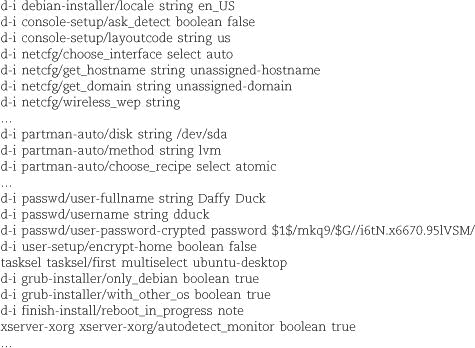 d-i debian-installer/locale string en_US
d-i console-setup/ask_detect boolean false
d-i console-setup/layoutcode string us
d-i netcfg/choose_interface select auto
d-i netcfg/get_hostname string unassigned-hostname
d-i netcfg/get_domain string unassigned-domain
d-i netcfg/wireless_wep string
...
d-i partman-auto/disk string /dev/sda
d-i partman-auto/method string lvm
d-i partman-auto/choose_recipe select atomic
...
d-i passwd/user-fullname string Daffy Duck
d-i passwd/username string dduck
d-i passwd/user-password-crypted password $1$/mkq9/$G//i6tN.x6670.95lVSM/
d-i user-setup/encrypt-home boolean false
tasksel tasksel/first multiselect ubuntu-desktop
d-i grub-installer/only_debian boolean true
d-i grub-installer/with_other_os boolean true
d-i finish-install/reboot_in_progress note
xserver-xorg xserver-xorg/autodetect_monitor boolean true
...